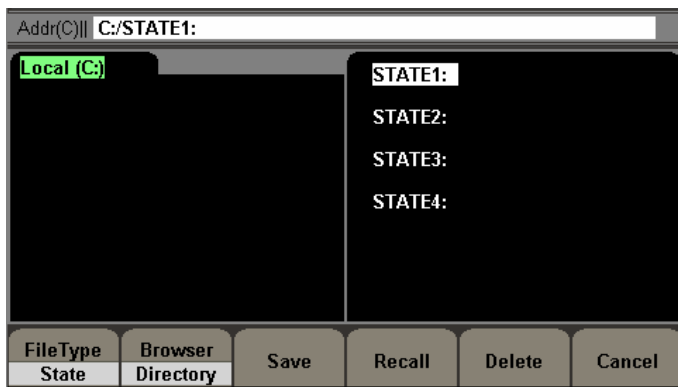 Addr(C)|| C:/STATE1:
Local (C:)
STATE1:
STATE2:
STATE3:
STATE4:
FileType Browser Save Recall Delete Cancel
State Directory